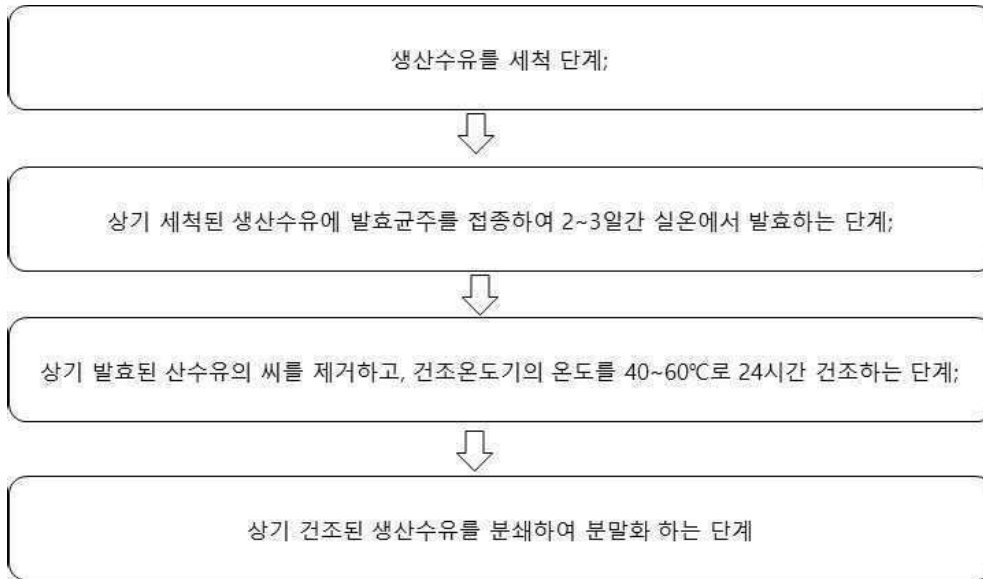 생산수유를 세척 단계;
상기 세척된 생산수유에 발효균주를 접종하여 2~3일간 실온에서 발효하는 단계;
상기 발효된 산수유의 씨를 제거하고, 건조온도기의 온도를 40~60℃로 24시간 건조하는 단계;
상기 건조된 생산수유를 분쇄하여 분말화 하는 단계